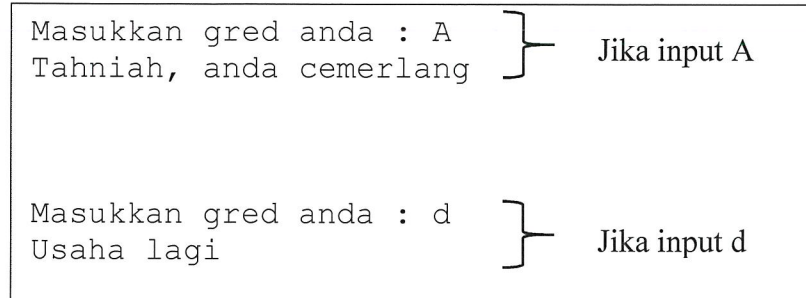 Masukkan gred anda : A
Tahniah, anda cemerlang
Jika input A
Masukkan gred anda : d
Usaha lagi
Jika input d